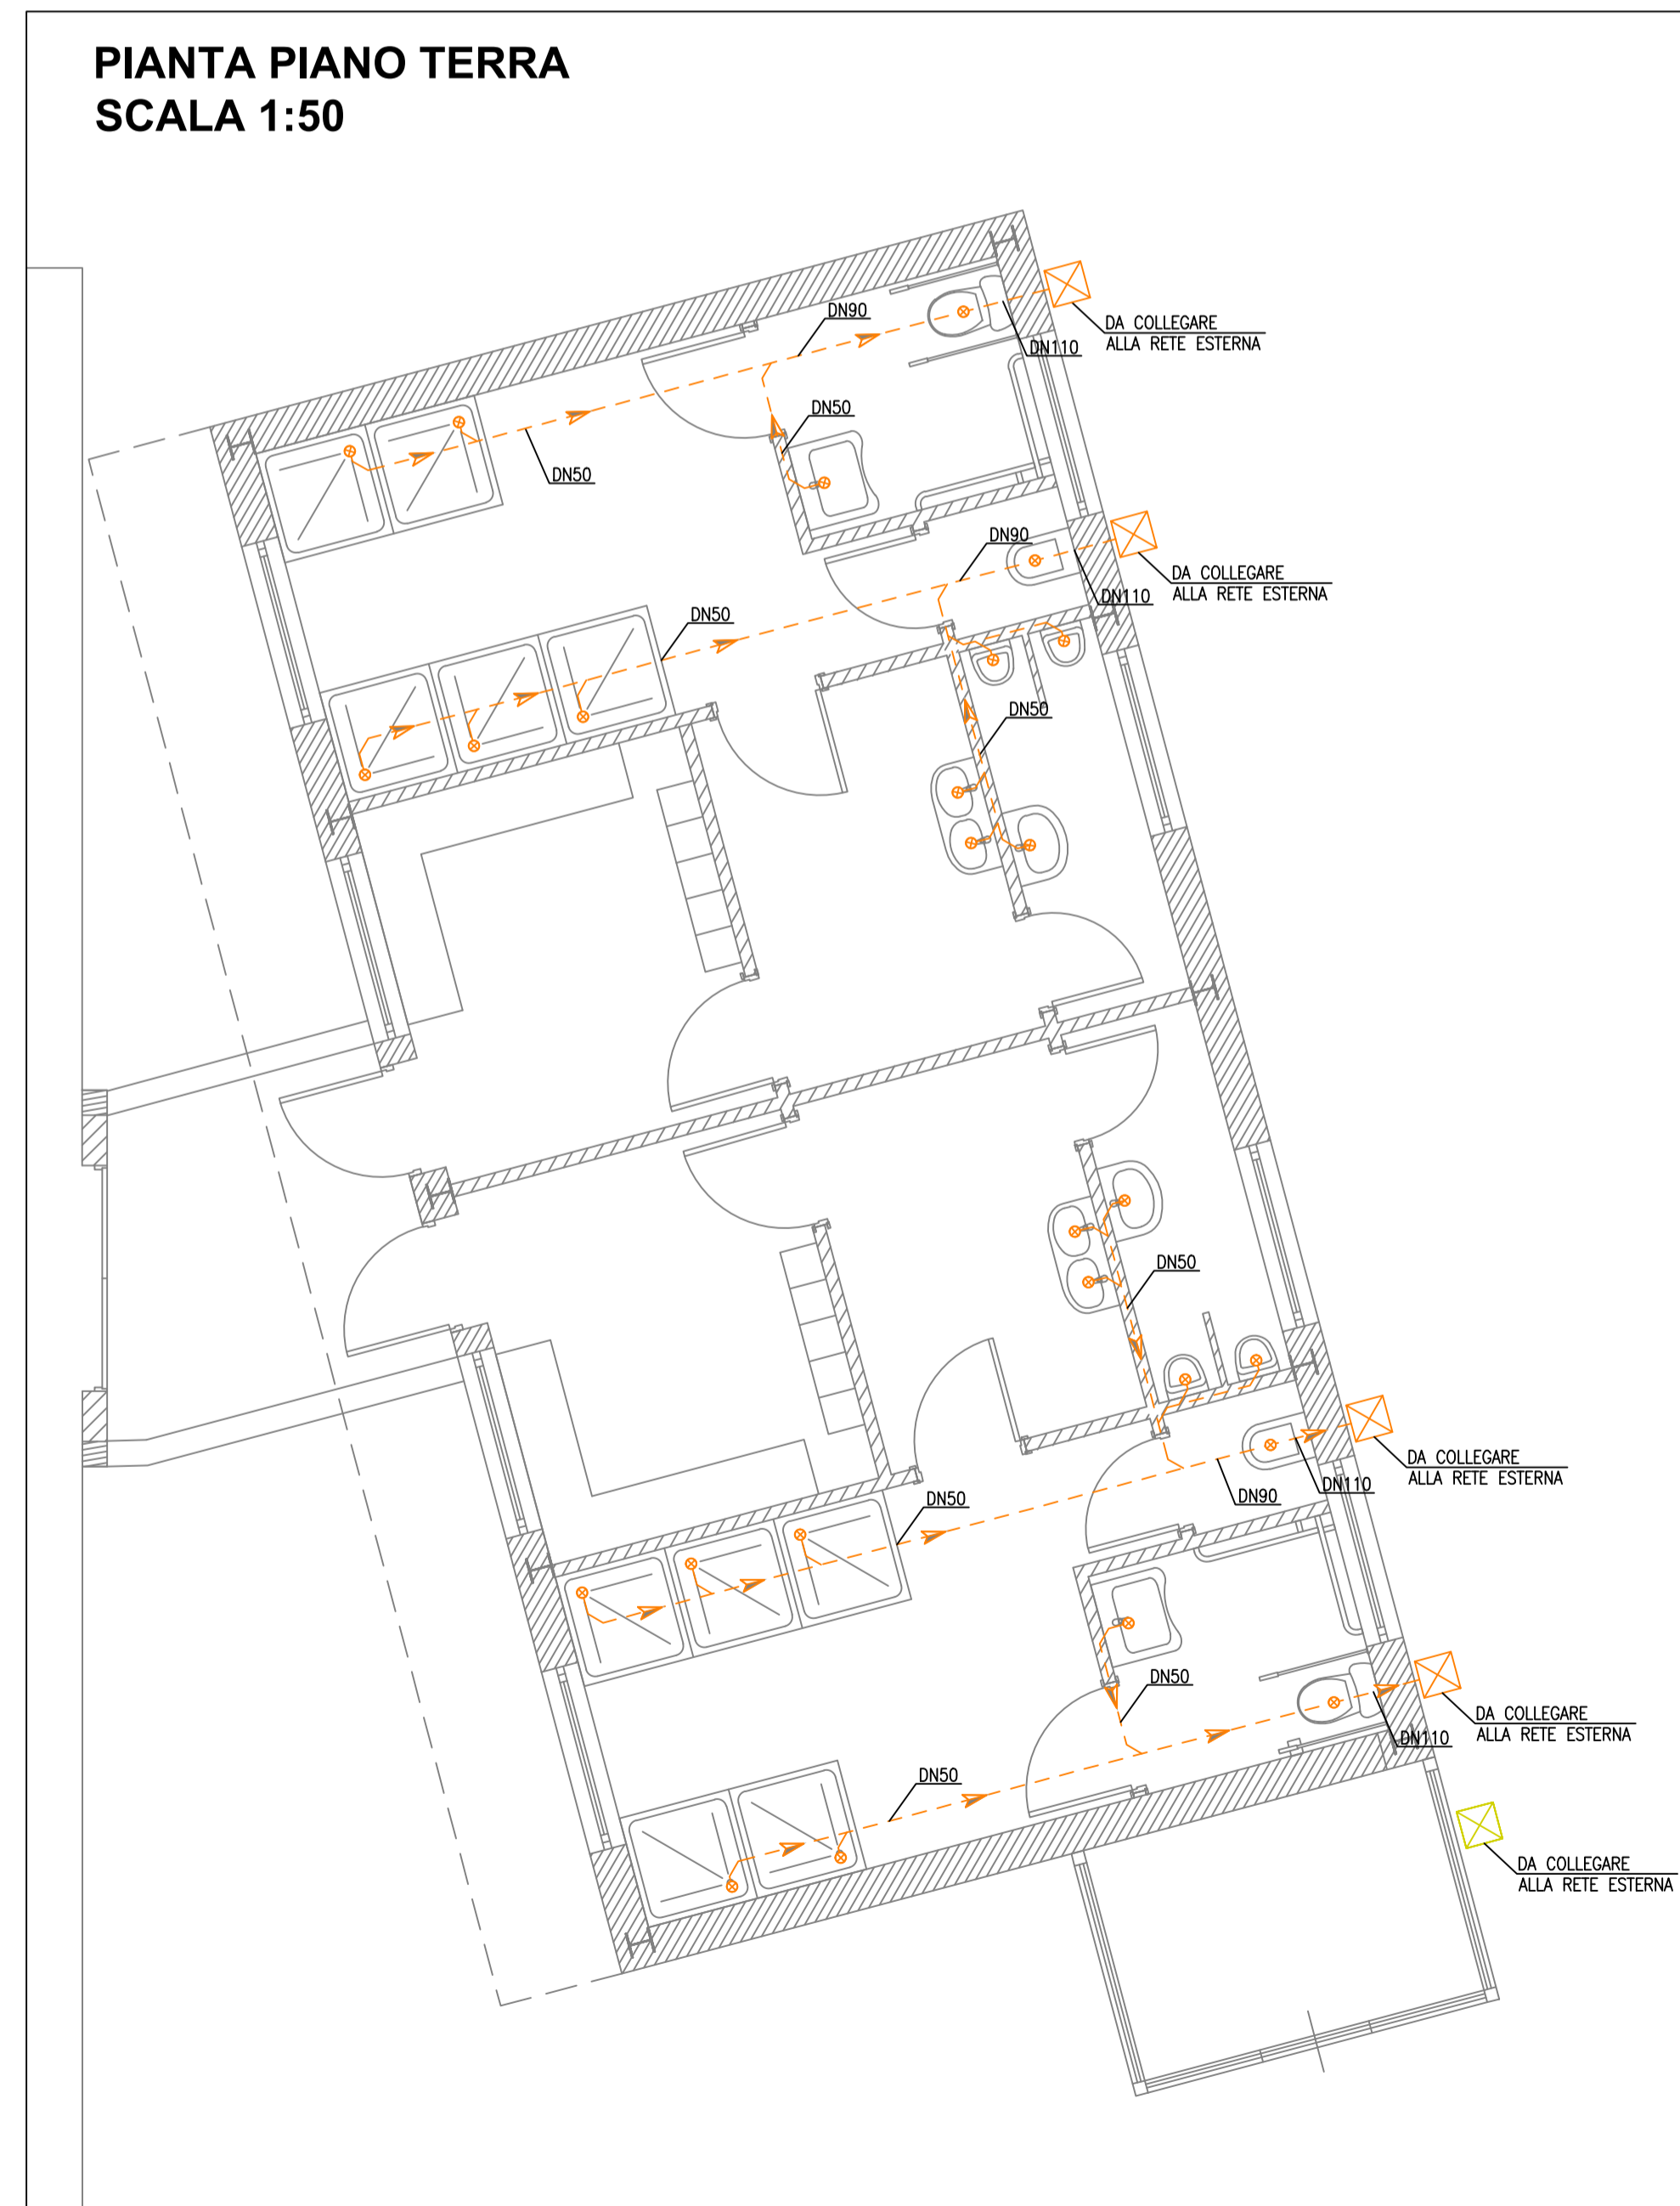 PIANTA PIANO TERRA
SCALA 1:50
DN90
DA COLLEGARE
ALLA RETE ESTERNA
DN110
DN50
DN50
DN90
DA COLLEGARE
ALLA RETE ESTERNA
DN110
DN50
DN50
DN50
DA COLLEGARE
ALLA RETE ESTERNA
DN110
DN90
DN50
DN50
DA COLLEGARE
ALLA RETE ESTERNA
DN110
DN50
DA COLLEGARE
ALLA RETE ESTERNA